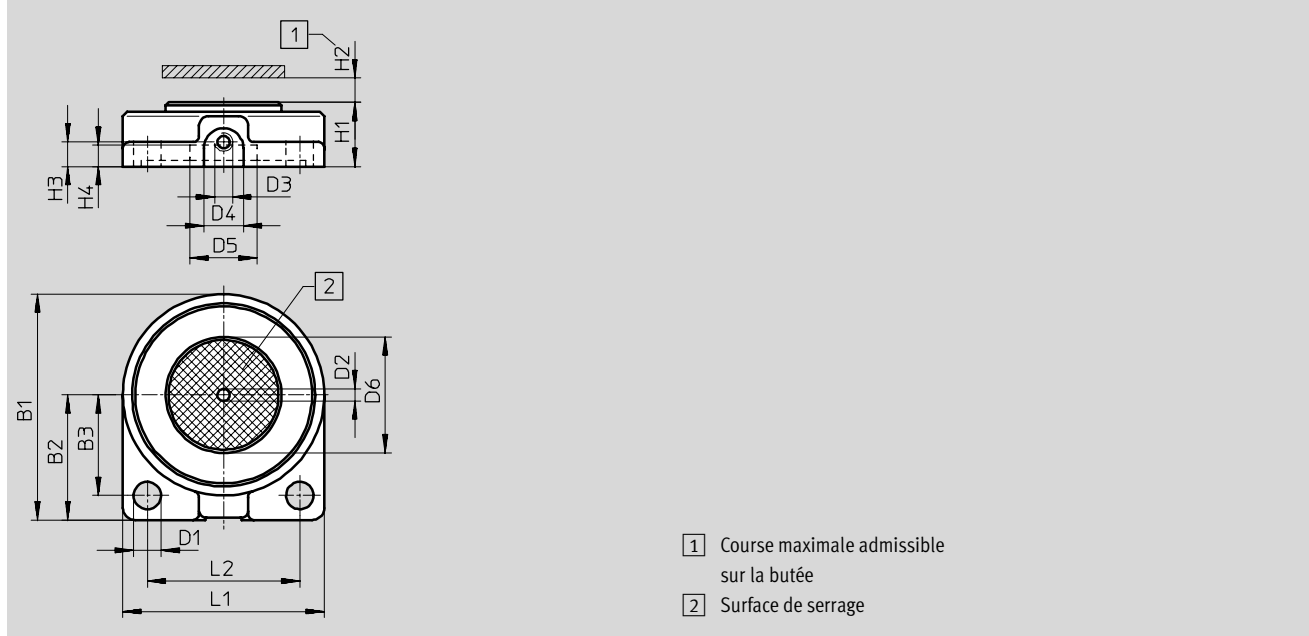 1
H2
H1
H3
H4
D3
D4
D5
2
B1
B2
B3
D2
D6
D1
L2
L1
1 Course maximale admissible
sur la butée
2 Surface de serrage